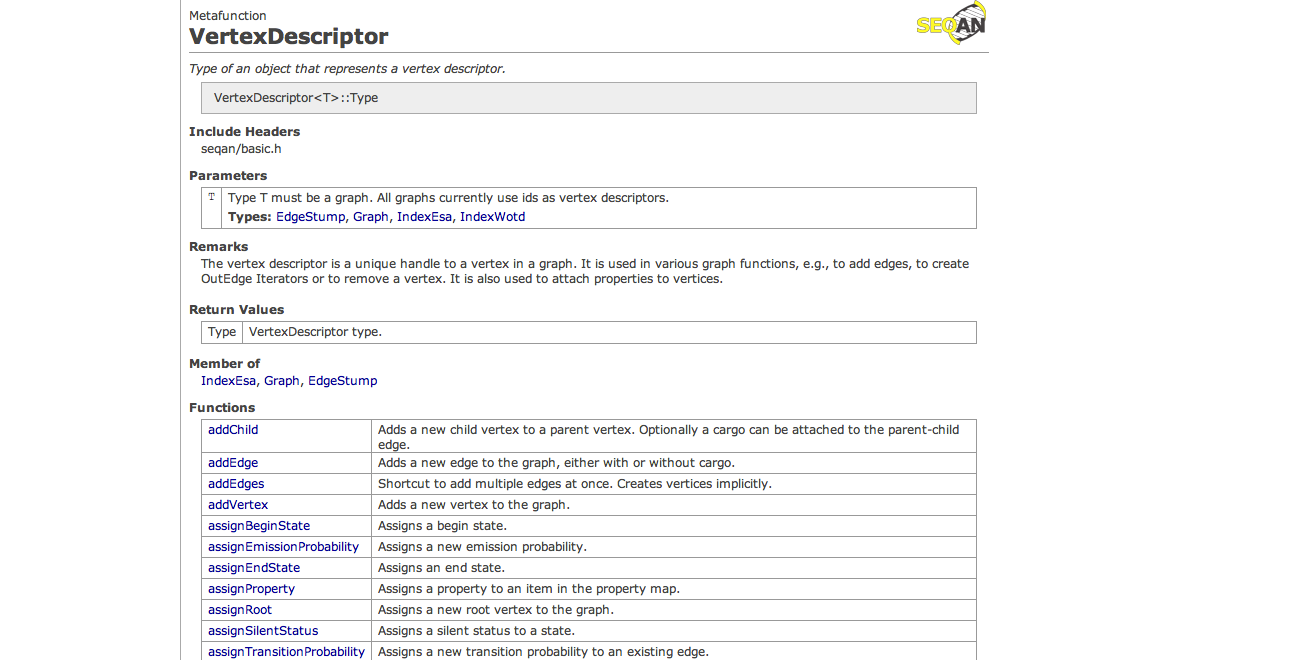 Metafunction
SEQAN
VertexDescriptor
Type of an object that represents a vertex descriptor.
VertexDescriptor<T>::Type
Include Headers
seqan/basic.h
Parameters
T Type T must be a graph. All graphs currently use ids as vertex descriptors.
Types: EdgeStump, Graph, IndexEsa, IndexWotd
Remarks
The vertex descriptor is a unique handle to a vertex in a graph. It is used in various graph functions, e.g., to add edges, to create
OutEdge Iterators or to remove a vertex. It is also used to attach properties to vertices.
Return Values
Type VertexDescriptor type.
Member of
IndexEsa, Graph, EdgeStump
Functions
addChild Adds a new child vertex to a parent vertex. Optionally a cargo can be attached to the parent-child
edge.
addEdge Adds a new edge to the graph, either with or without cargo.
addEdges Shortcut to add multiple edges at once. Creates vertices implicitly.
addVertex Adds a new vertex to the graph.
assignBeginState Assigns a begin state.
assignEmissionProbability Assigns a new emission probability.
assignEndState Assigns an end state.
assignProperty Assigns a property to an item in the property map.
assignRoot Assigns a new root vertex to the graph.
assignSilentStatus Assigns a silent status to a state.
assignTransitionProbability Assigns a new transition probability to an existing edge.